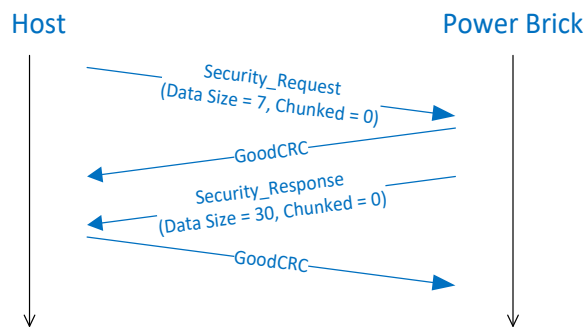 Host
Power Brick
Security_Request
(Data Size = 7, Chunked = 0)
GoodCRC
Security_Response
(Data Size = 30, Chunked = 0)
GoodCRC